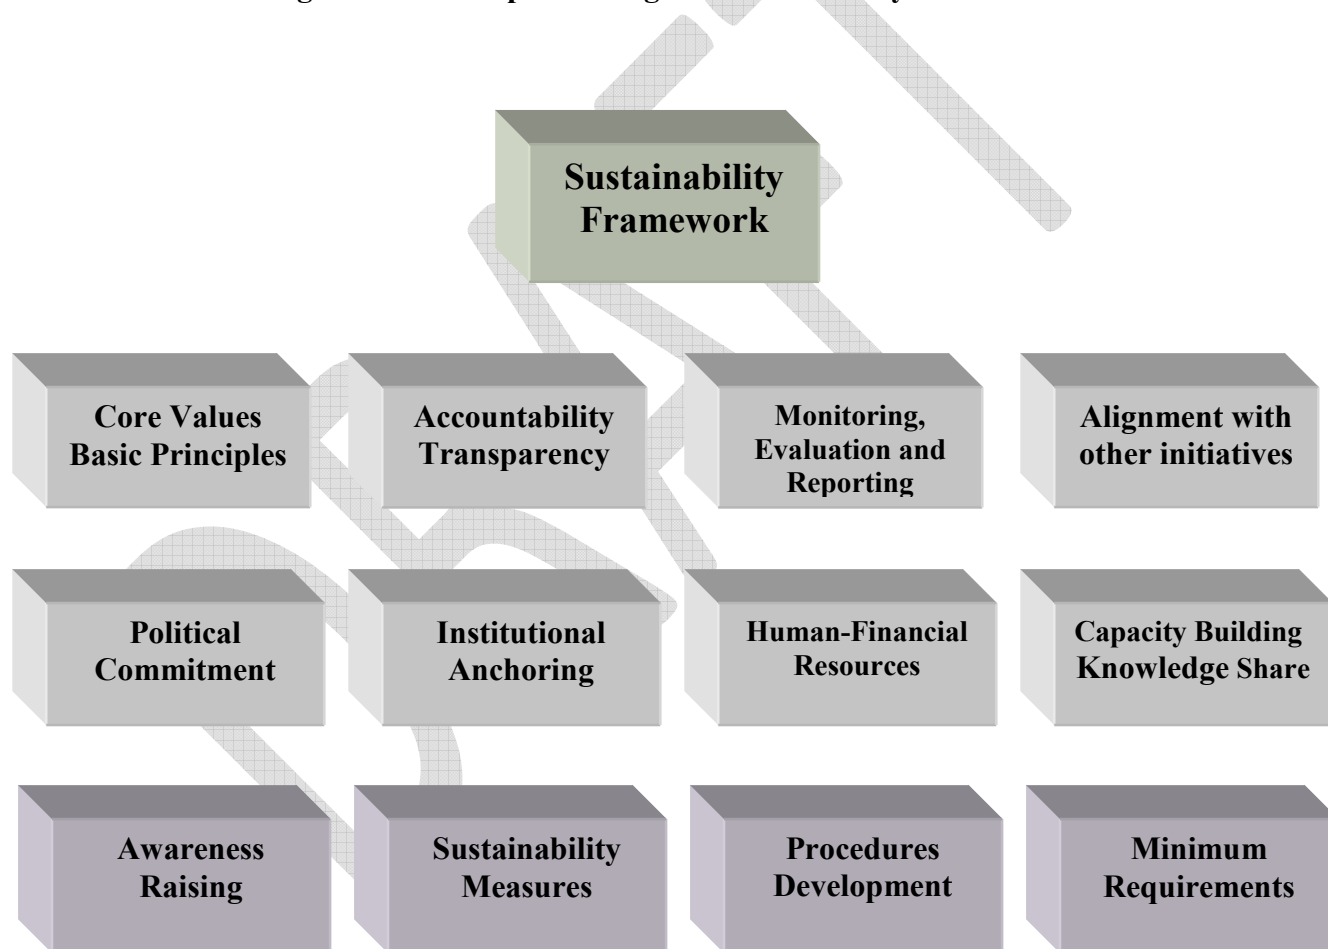 Sustainability
Framework
Core Values
Basic Principles
Accountability
Transparency
Monitoring,
Evaluation and
Reporting
Alignment with
other initiatives
Political
Commitment
Institutional
Anchoring
Human-Financial
Resources
Capacity Building
Knowledge Share
Awareness
Raising
Sustainability
Measures
Procedures
Development
Minimum
Requirements